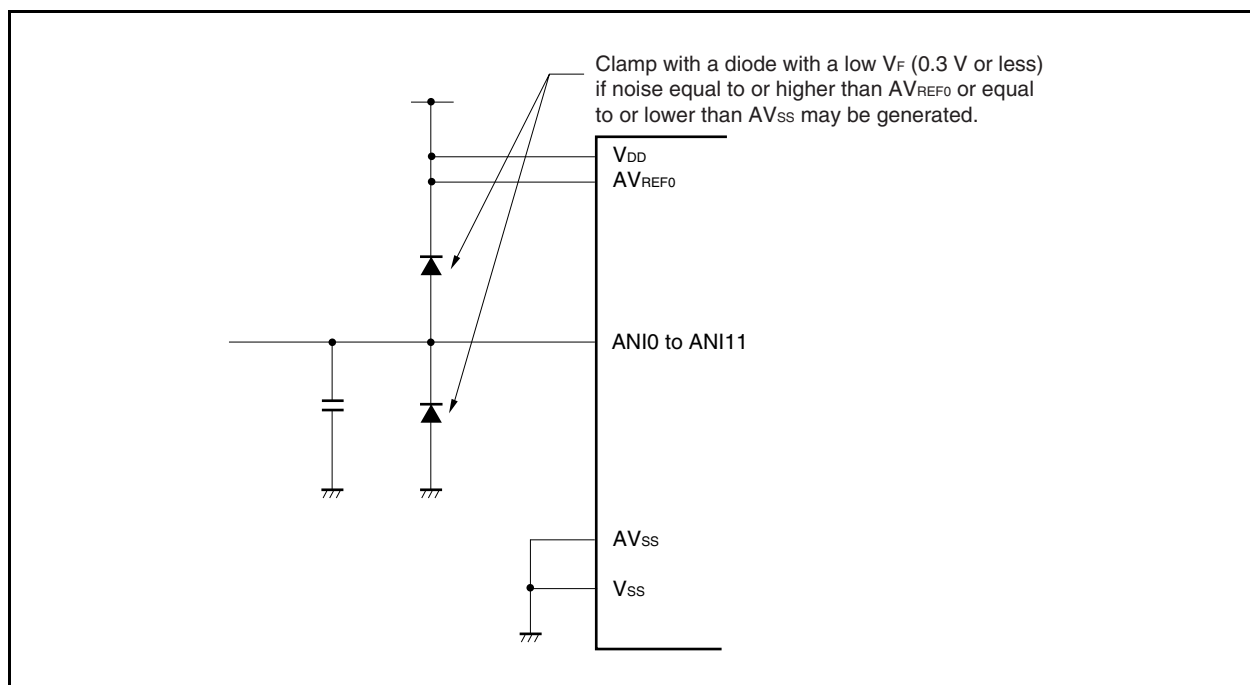 Clamp with a diode with a low VF (0.3 V or less)
if noise equal to or higher than AVREF0 or equal
to or lower than AVSS may be generated.
VDD
AVREF0
ANI0 to ANI11
AVSS
VSS